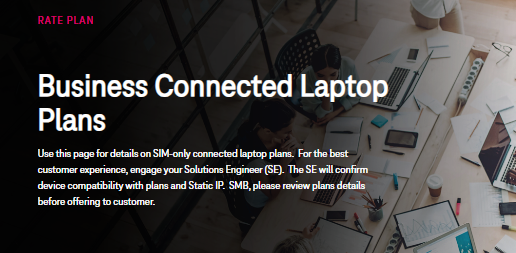 RATE PLAN
Business Connected Laptop
Plans
Use this page for details on SIM-only connected laptop plans.  For the best
customer experience, engage your Solutions Engineer (SE).  The SE will confirm
device compatibility with plans and Static IP.  SMB, please review plans details
before offering to customer.